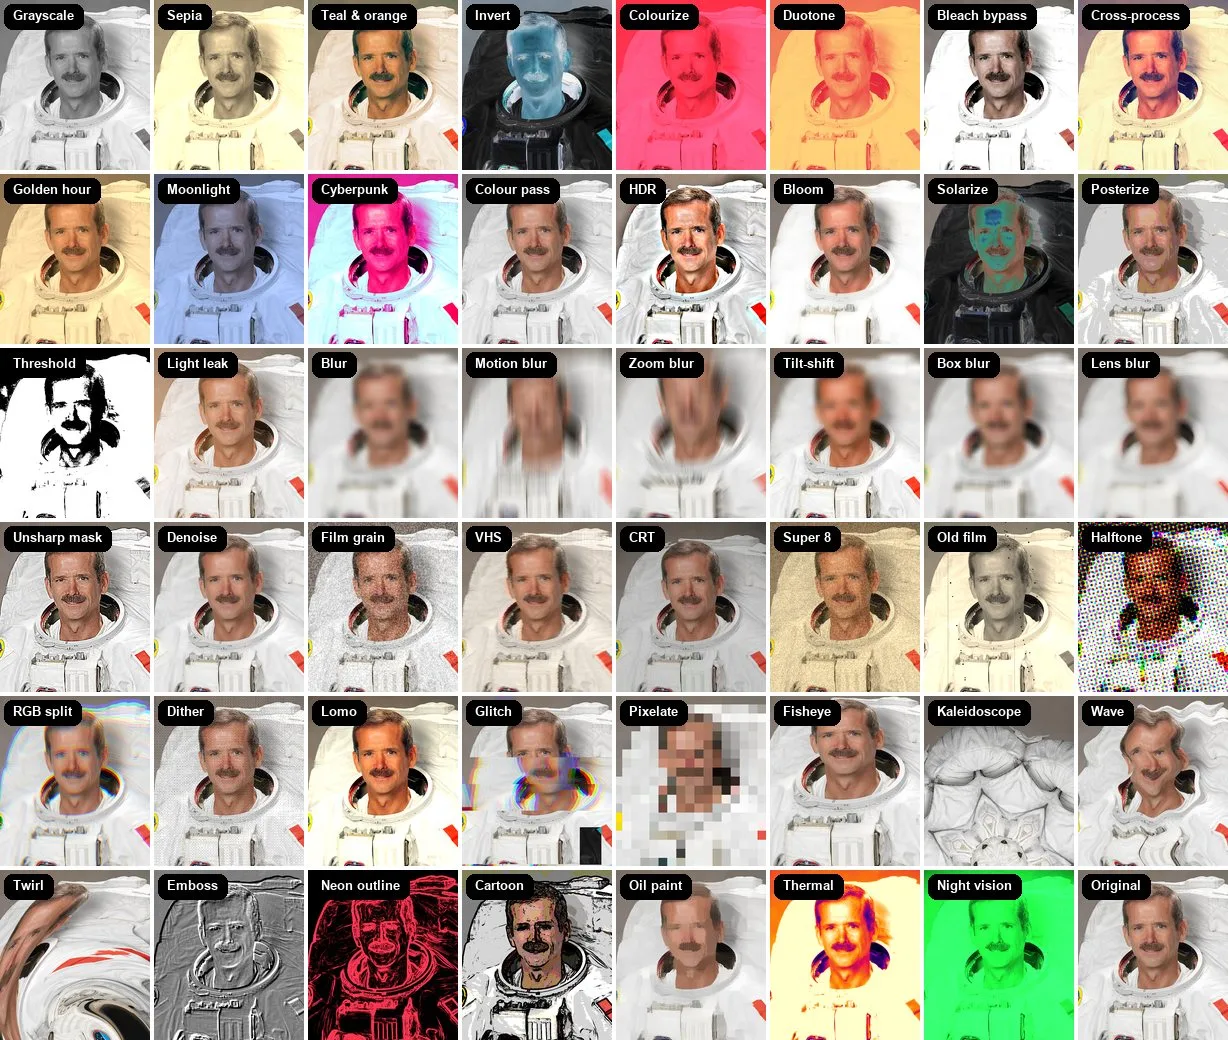 Grayscale
Sepia
Teal & orange
Invert
Colourize
Duotone
Bleach bypass
Cross-process
Golden hour
Moonlight
Cyberpunk
Colour pass
HDR
Bloom
Solarize
Posterize
Threshold
Light leak
Blur
Motion blur
Zoom blur
Tilt-shift
Box blur
Lens blur
Unsharp mask
Denoise
Film grain
VHS
CRT
Super 8
Old film
Halftone
RGB split
Dither
Lomo
Glitch
Pixelate
Fisheye
Kaleidoscope
Wave
Twirl
Emboss
Neon outline
Cartoon
Oil paint
Thermal
Night vision
Original